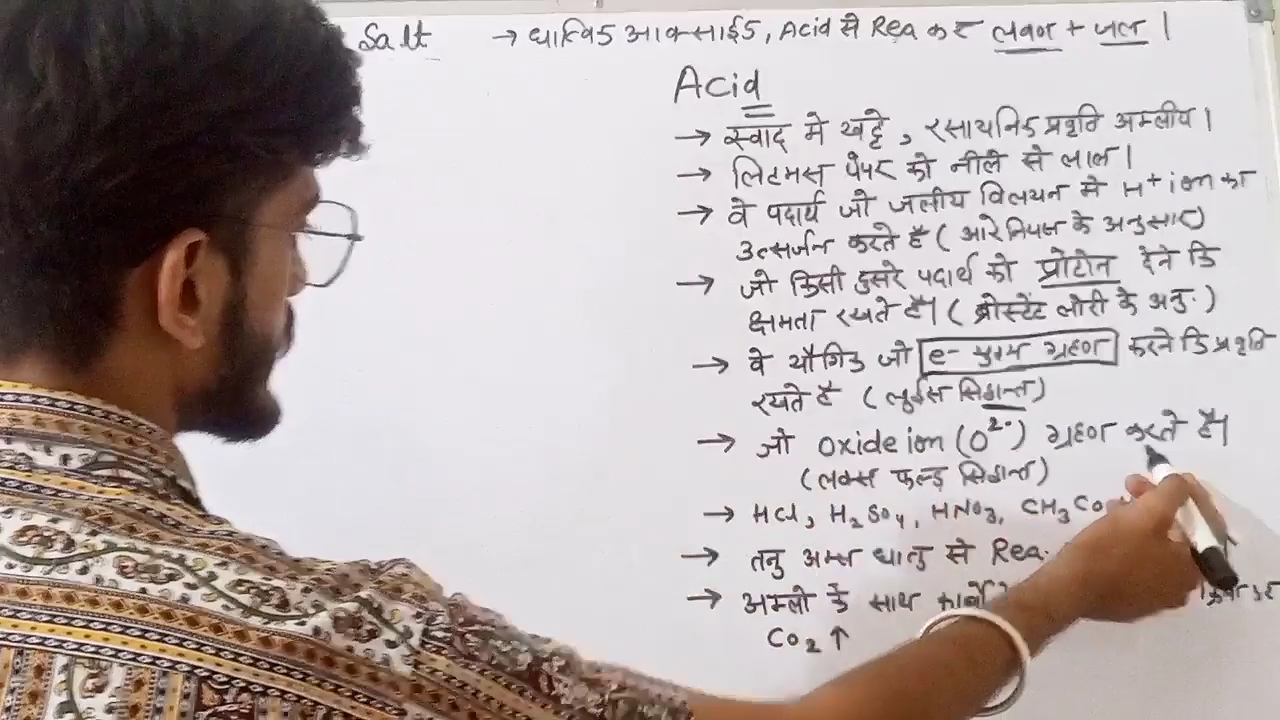 Salt → धात्विड आक्साईड, Acid से Rea कर लवण + जल ।
Acid
→ स्वाद मे खट्टे, रसायनिड प्रवृति अम्लीय ।
→ लिटमस पेपर को नीले से लाल ।
→ वे पदार्थ जो जलीय विलयन मे H+ ion का
उत्सर्जन करते है ( आरेनियस के अनुसार)
→ जो किसी दुसरे पदार्थ को प्रोटोन देने कि
क्षमता रखते है। ( ब्रोस्टेंट लोरी के अनु.)
→ वे यौगिड जो e- युग्म ग्रहण करने कि प्रवृति
रखते है ( लुईस सिद्धान्त)
→ जो oxide ion (O²-) ग्रहण करते है।
(लक्स फ्लड सिद्धान्त)
→ HCl, H₂SO₄, HNO₃, CH₃CO
→ तनु अम्ल धातु से Rea.
→ अम्लो के साथ
CO₂ ↑